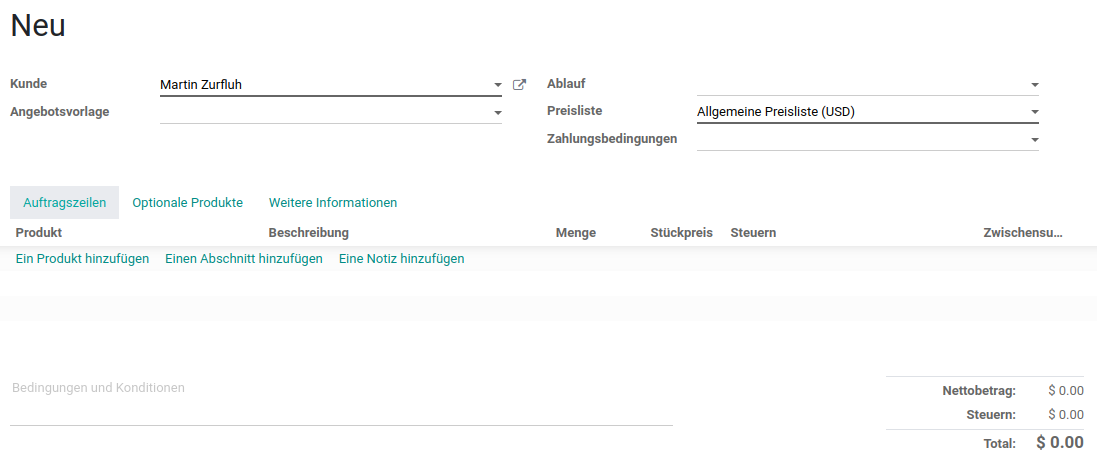 Neu
Kunde Martin Zurfluh
Angebotsvorlage
Ablauf
Preisliste Allgemeine Preisliste (USD)
Zahlungsbedingungen
Auftragszeilen Optionale Produkte Weitere Informationen
Produkt Beschreibung Menge Stückpreis Steuern Zwischensu...
Ein Produkt hinzufügen Einen Abschnitt hinzufügen Eine Notiz hinzufügen
Bedingungen und Konditionen
Nettobetrag: $ 0.00
Steuern: $ 0.00
Total: $ 0.00